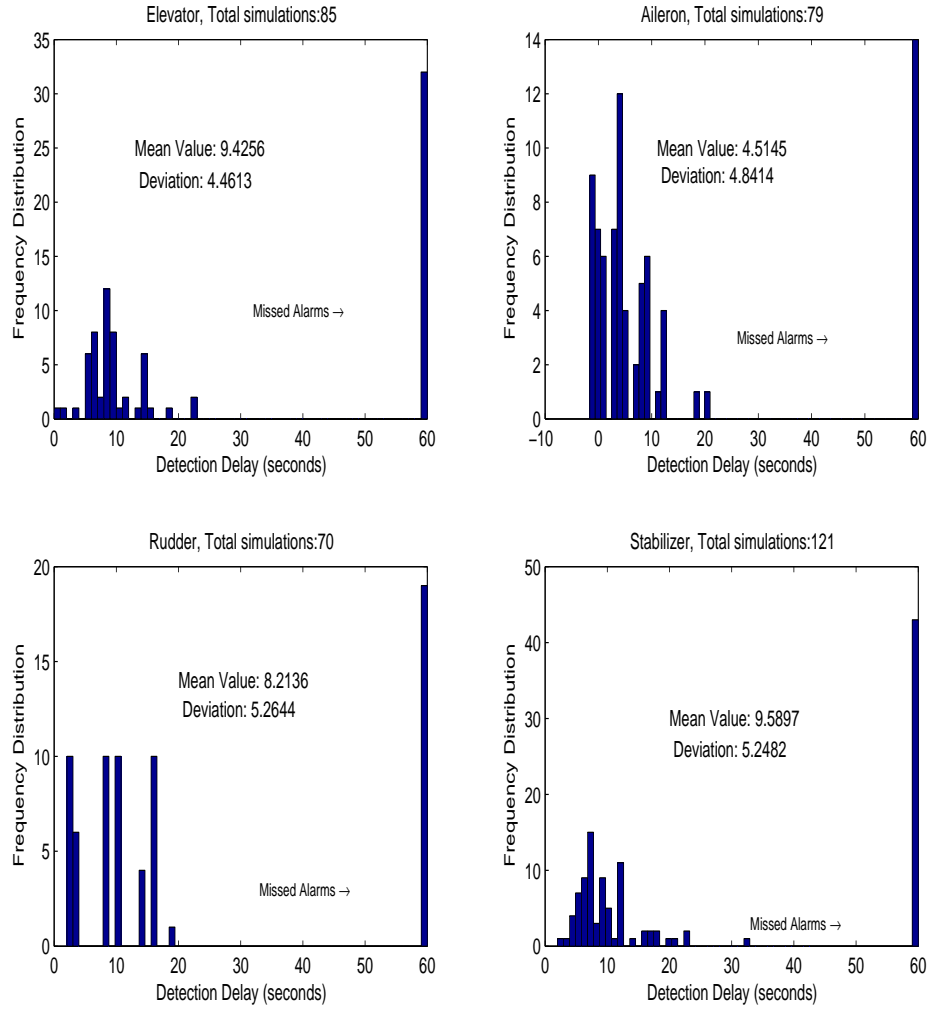 Elevator, Total simulations:85
35
30
25
20
15
10
5
0
Frequency Distribution
Mean Value: 9.4256
Deviation: 4.4613
Missed Alarms →
0 10 20 30 40 50 60
Detection Delay (seconds)
Aileron, Total simulations:79
14
12
10
8
6
4
2
0
Frequency Distribution
Mean Value: 4.5145
Deviation: 4.8414
Missed Alarms →
−10 0 10 20 30 40 50 60
Detection Delay (seconds)
Rudder, Total simulations:70
20
15
10
5
0
Frequency Distribution
Mean Value: 8.2136
Deviation: 5.2644
Missed Alarms →
0 10 20 30 40 50 60
Detection Delay (seconds)
Stabilizer, Total simulations:121
50
40
30
20
10
0
Frequency Distribution
Mean Value: 9.5897
Deviation: 5.2482
Missed Alarms →
0 10 20 30 40 50 60
Detection Delay (seconds)